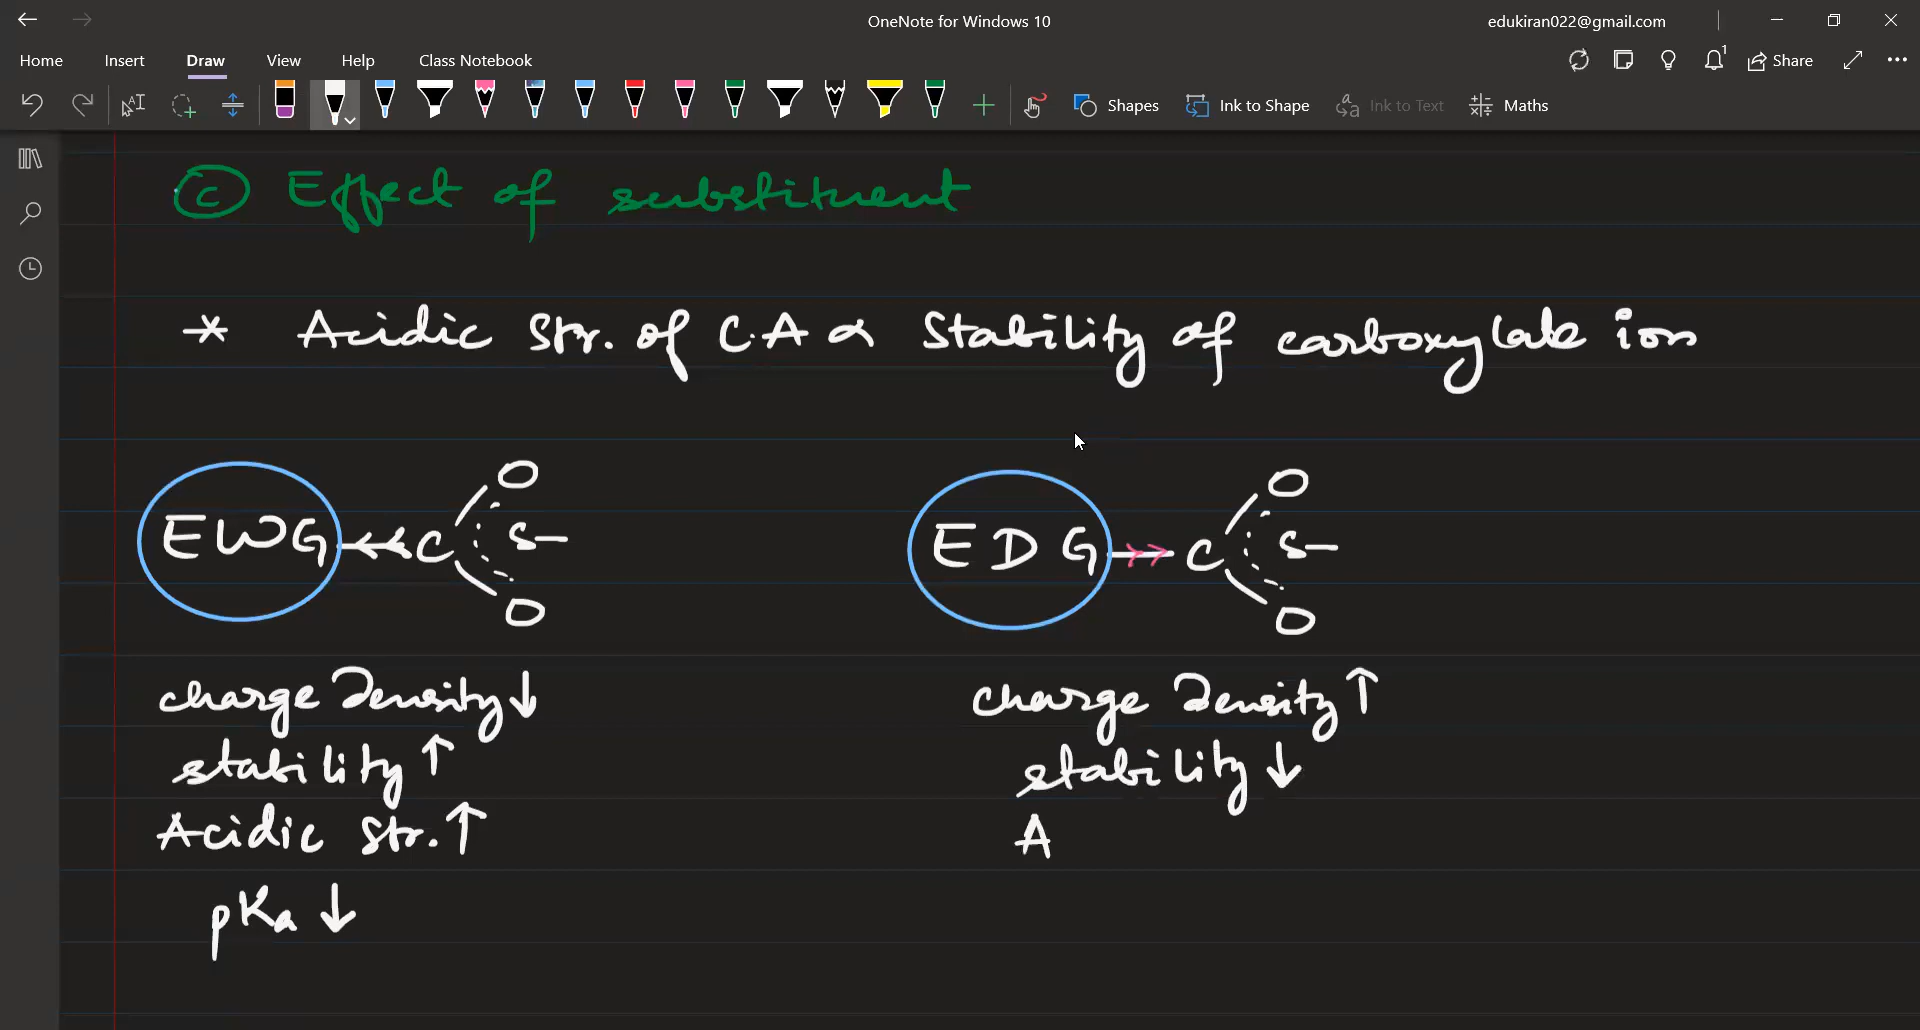 OneNote for Windows 10
edukiran022@gmail.com
Home Insert Draw View Help Class Notebook
1 Share
Shapes Ink to Shape Ink to Text Maths
C Effect of substituent
* Acidic Str. of C.A ∝ Stability of carboxylate ion
O O
EWG C δ- EDG C δ-
O O
charge density ↓ charge density ↑
stability ↑ stability ↓
Acidic Str. ↑ A
pKa ↓